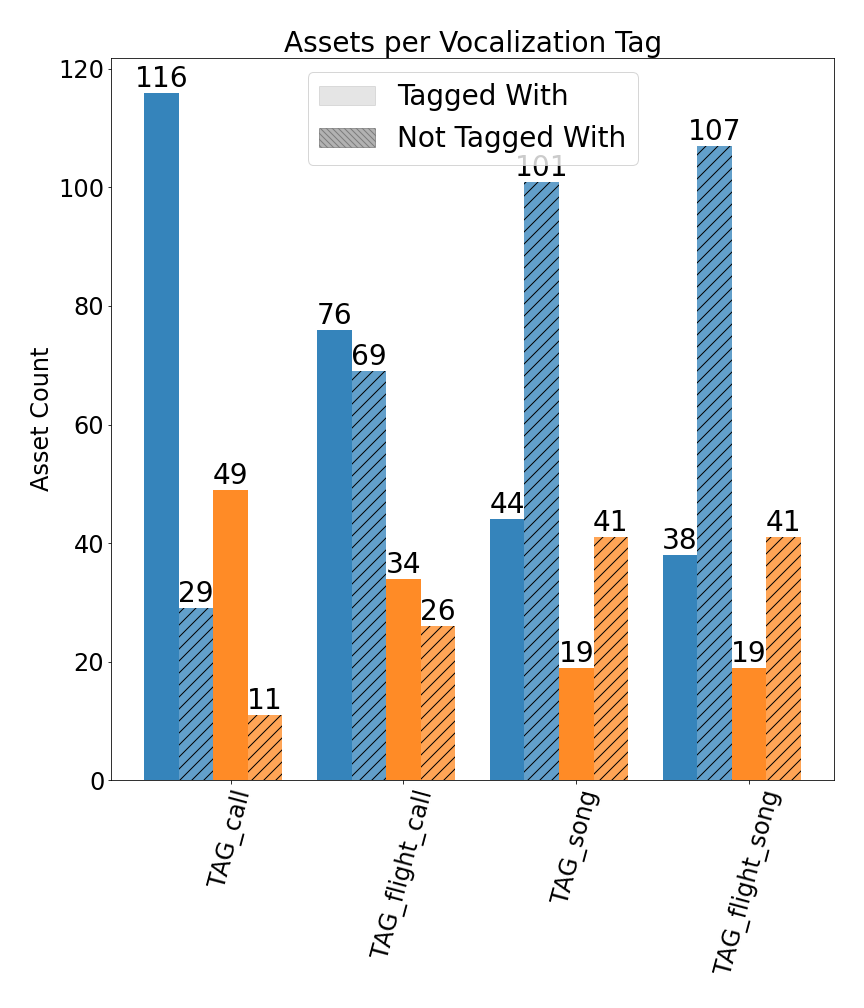 Assets per Vocalization Tag
Tagged With
Not Tagged With
Asset Count
120
100
80
60
40
20
0
116
29
49
11
76
69
34
26
44
101
19
41
38
107
19
41
TAG_call
TAG_flight_call
TAG_song
TAG_flight_song